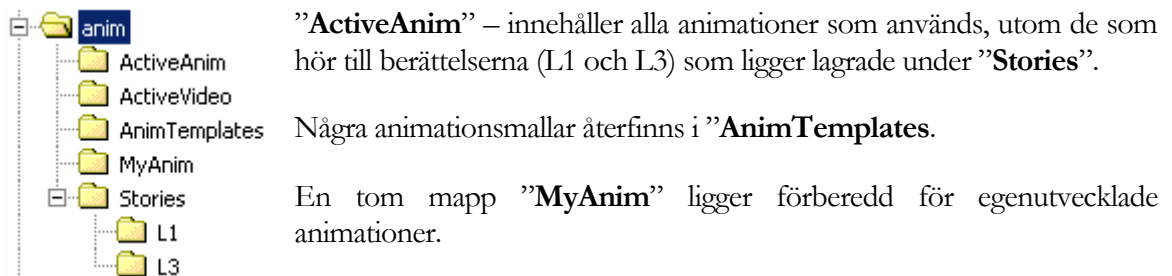 anim
ActiveAnim
ActiveVideo
AnimTemplates
MyAnim
Stories
L1
L3
”ActiveAnim” – innehåller alla animationer som används, utom de som
hör till berättelserna (L1 och L3) som ligger lagrade under ”Stories”.
Några animationsmallar återfinns i ”AnimTemplates.
En tom mapp ”MyAnim” ligger förberedd för egenutvecklade
animationer.